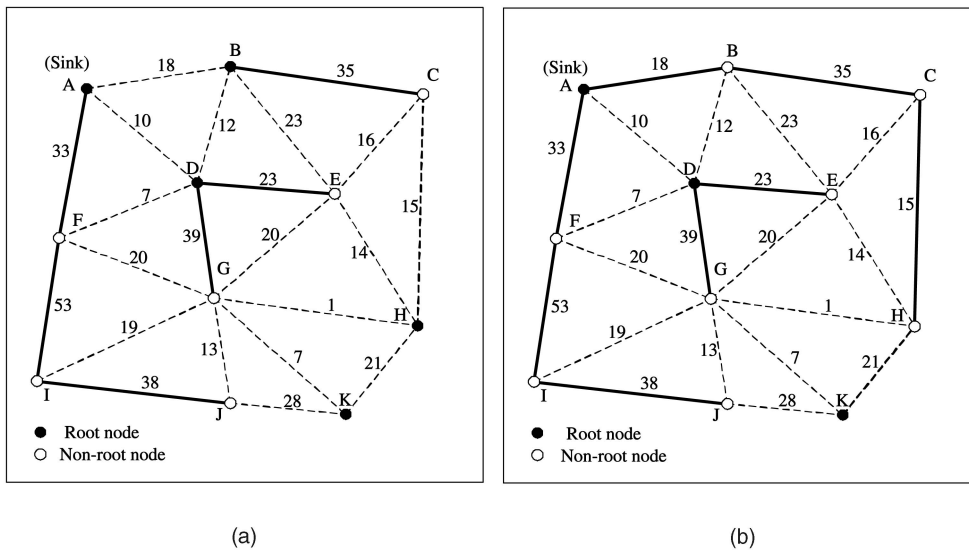 B
(Sink)
18
35
C
A
10
12
23
16
33
D
23
E
7
15
F
39
20
14
20
G
53
1
H
19
13
7
21
38
I
28
K
J
Root node
Non-root node
(a)
B
(Sink)
18
35
C
A
10
12
23
16
33
D
23
E
7
15
F
39
20
14
20
G
53
1
H
19
13
7
21
38
I
28
K
J
Root node
Non-root node
(b)